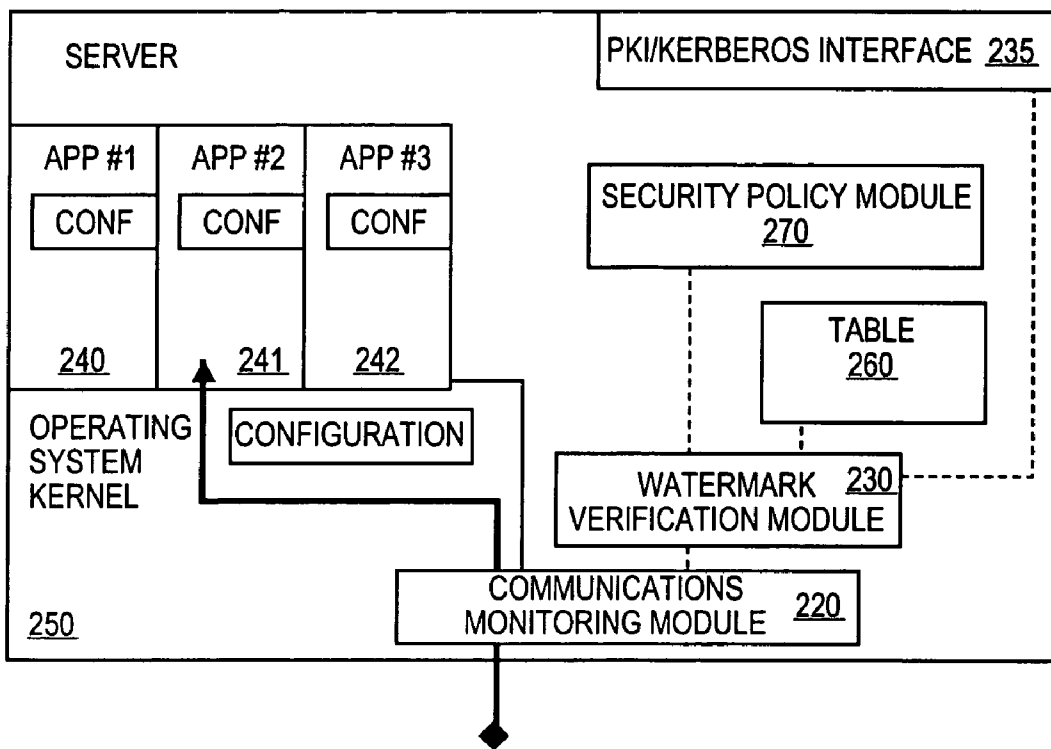 SERVER
PKI/KERBEROS INTERFACE 235
APP #1
CONF
240
APP #2
CONF
241
APP #3
CONF
242
SECURITY POLICY MODULE
270
TABLE
260
OPERATING
SYSTEM
KERNEL
CONFIGURATION
WATERMARK 230
VERIFICATION MODULE
COMMUNICATIONS
MONITORING MODULE 220
250